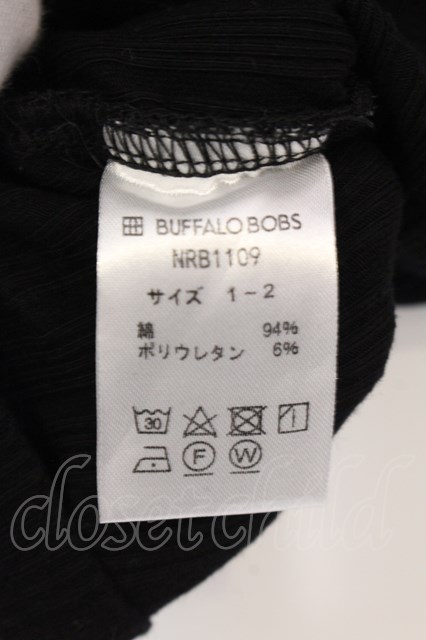 BUFFALO BOBS
NRB1109
サイズ 1-2
綿 94%
ポリウレタン 6%
30
F W
closet child